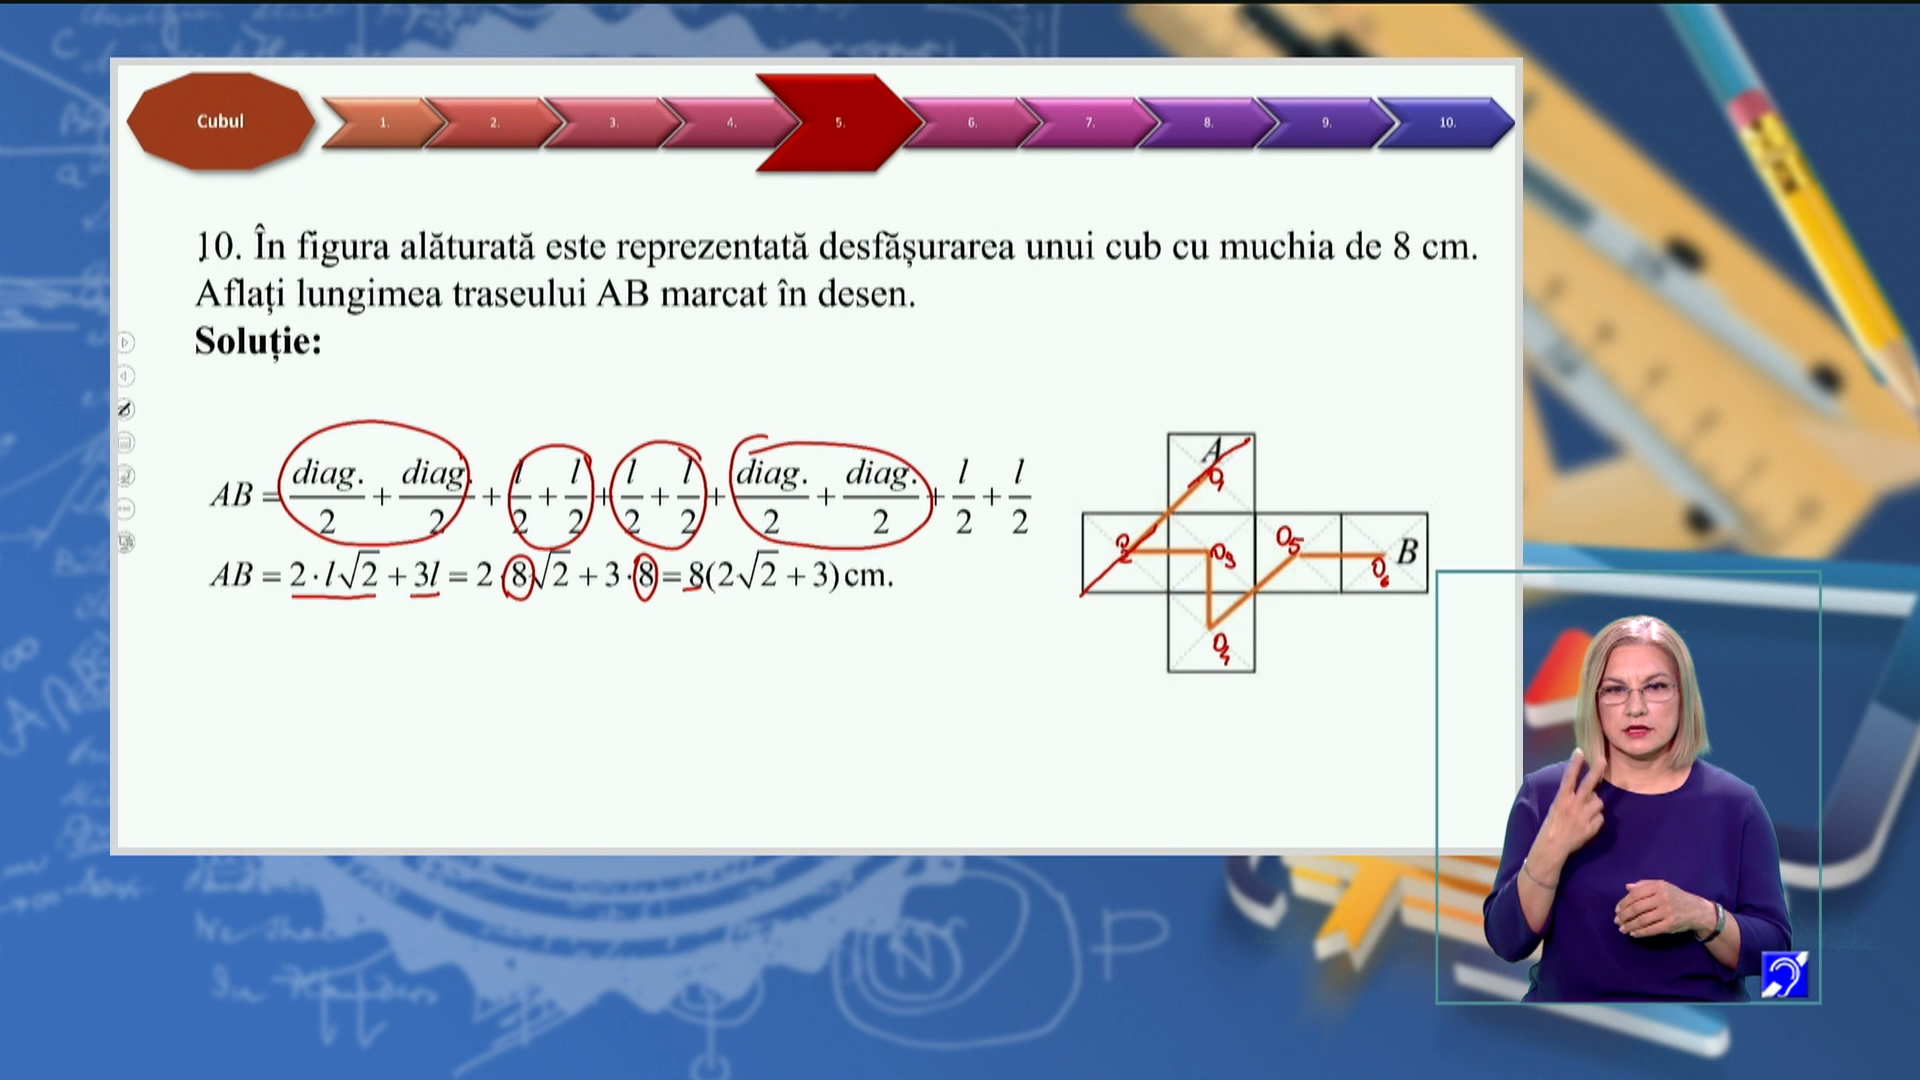 Cubul
1. 2. 3. 4. 5. 6. 7. 8. 9. 10.
10. În figura alăturată este reprezentată desfășurarea unui cub cu muchia de 8 cm.
Aflați lungimea traseului AB marcat în desen.
Soluție:
AB = diag./2 + diag./2 + l/2 + l/2 + l/2 + l/2 + diag./2 + diag./2 + l/2 + l/2
AB = 2·l√2 + 3l = 2·8√2 + 3·8 = 8(2√2 + 3) cm.
A
O5
O3
B
O6
O4
P